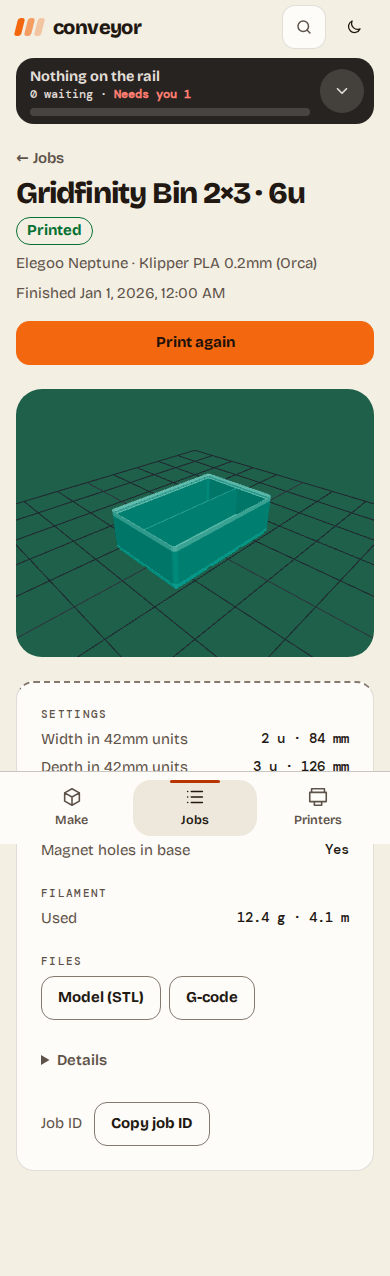 conveyor
Nothing on the rail
0 waiting · Needs you 1
← Jobs
Gridfinity Bin 2×3 · 6u
Printed
Elegoo Neptune · Klipper PLA 0.2mm (Orca)
Finished Jan 1, 2026, 12:00 AM
Print again
SETTINGS
Width in 42mm units 2 u · 84 mm
Depth in 42mm units 3 u · 126 mm
Make Jobs Printers
Magnet holes in base Yes
FILAMENT
Used 12.4 g · 4.1 m
FILES
Model (STL) G-code
▶ Details
Job ID Copy job ID